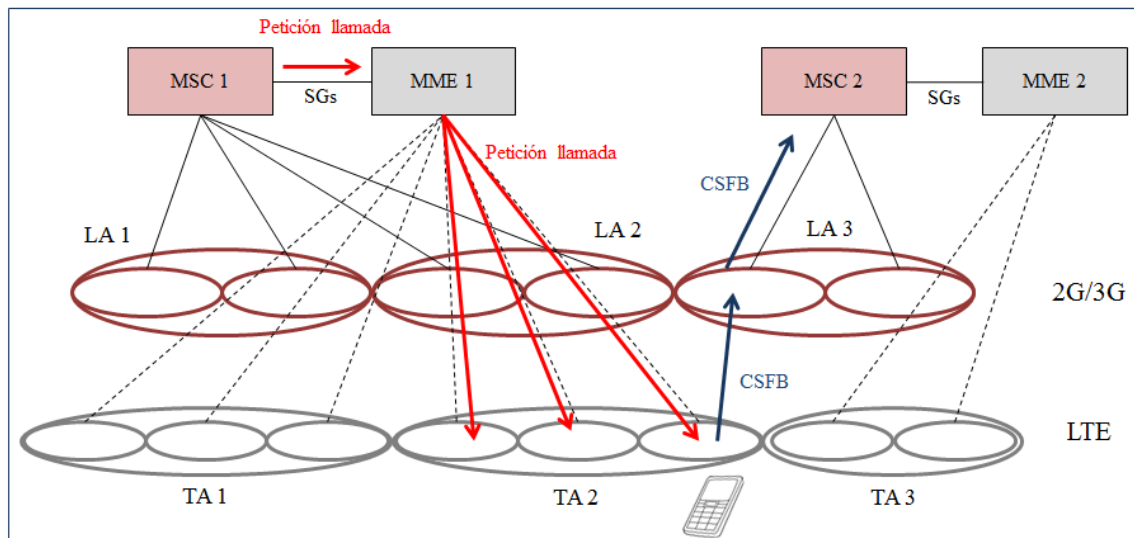 Petición llamada
MSC 1
SGs
MME 1
MSC 2
SGs
MME 2
Petición llamada
CSFB
LA 1
LA 2
LA 3
2G/3G
CSFB
LTE
TA 1
TA 2
TA 3